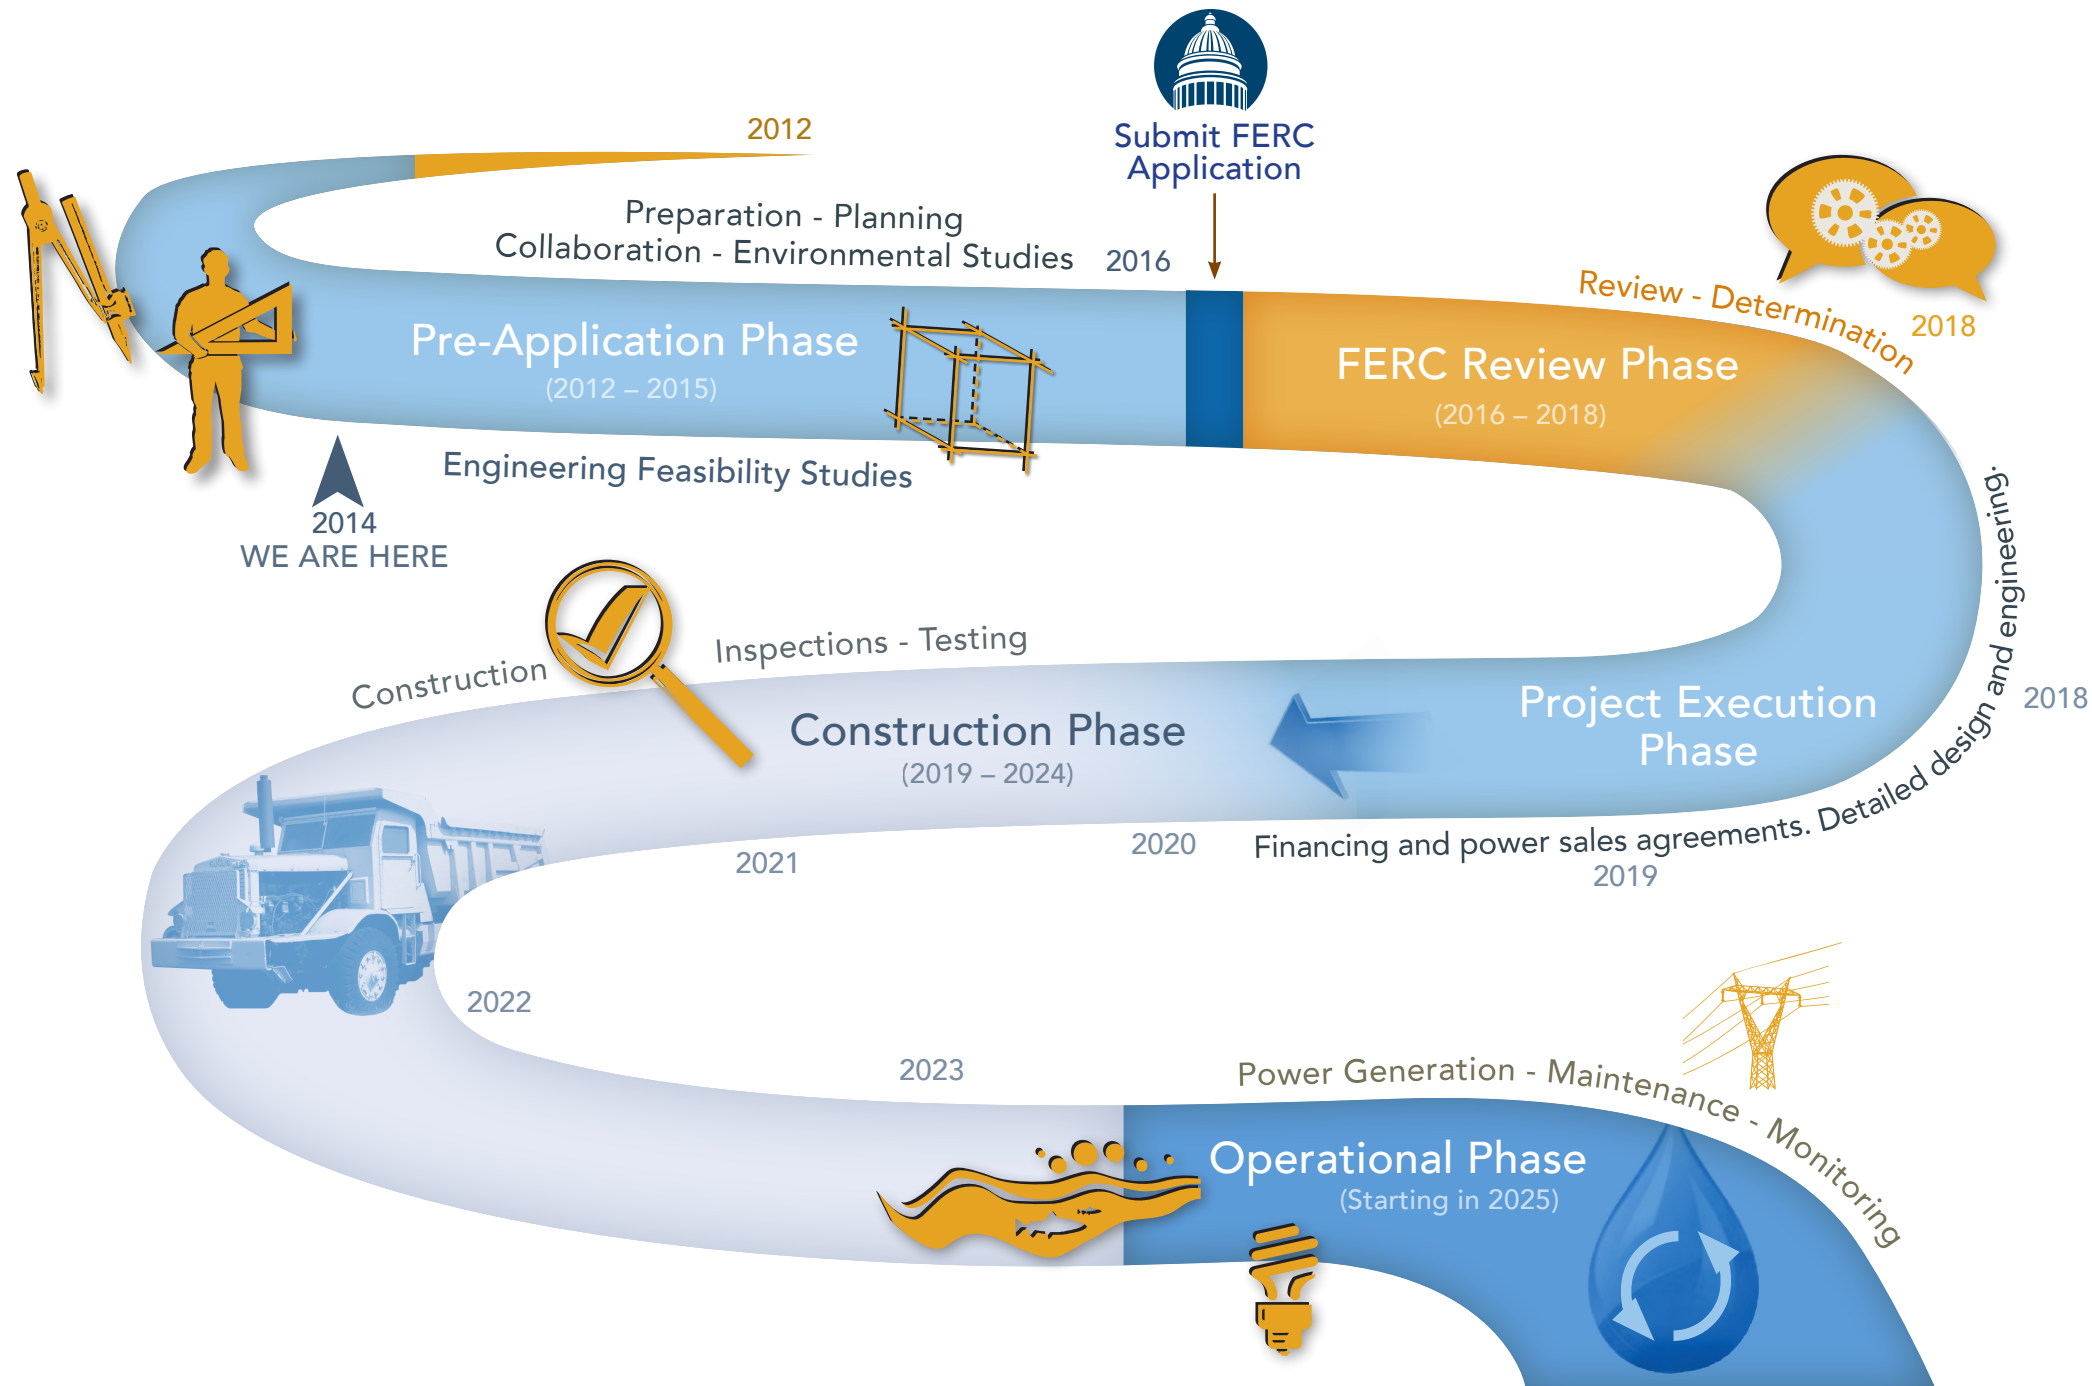 2012
Submit FERC
Application
Preparation - Planning
Collaboration - Environmental Studies
2016
Review - Determination
2018
Pre-Application Phase
(2012 – 2015)
FERC Review Phase
(2016 – 2018)
Engineering Feasibility Studies
2014
WE ARE HERE
Construction
Inspections - Testing
Construction Phase
(2019 – 2024)
Project Execution
Phase
2018
Financing and power sales agreements. Detailed design and engineering.
2019
2020
2021
2022
2023
Power Generation - Maintenance - Monitoring
Operational Phase
(Starting in 2025)